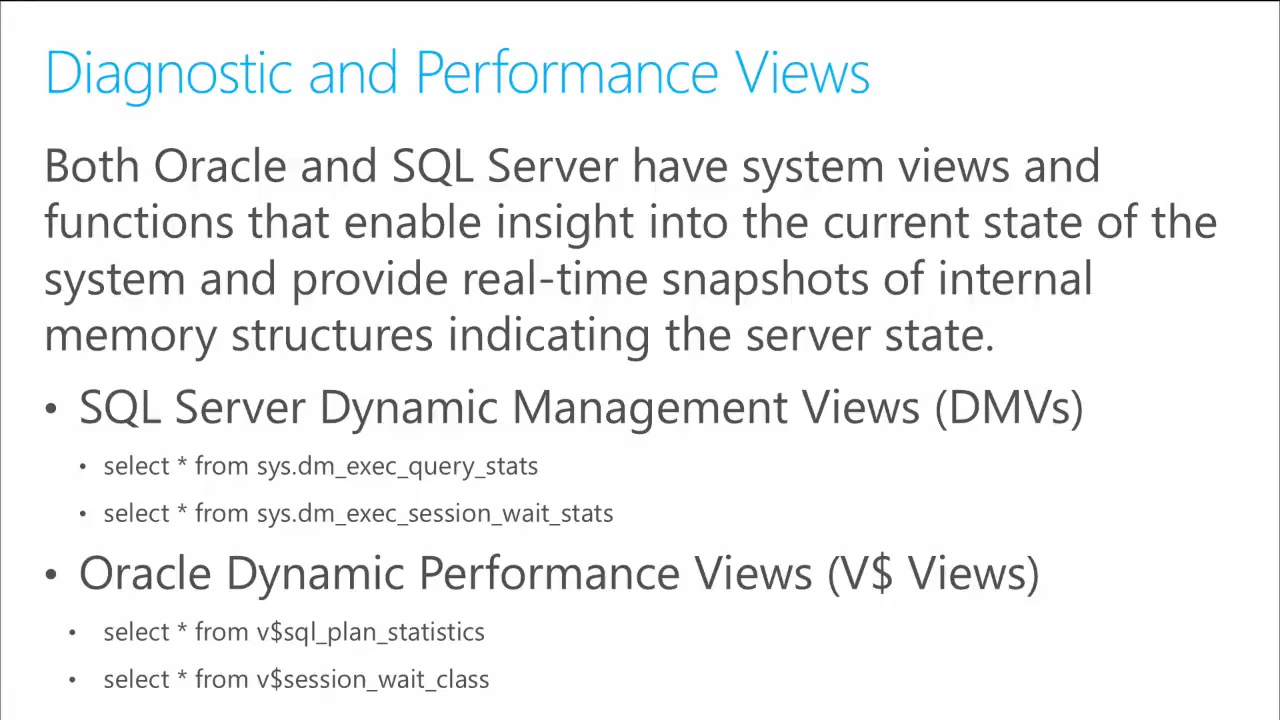 Diagnostic and Performance Views
Both Oracle and SQL Server have system views and
functions that enable insight into the current state of the
system and provide real-time snapshots of internal
memory structures indicating the server state.
• SQL Server Dynamic Management Views (DMVs)
• select * from sys.dm_exec_query_stats
• select * from sys.dm_exec_session_wait_stats
• Oracle Dynamic Performance Views (V$ Views)
• select * from v$sql_plan_statistics
• select * from v$session_wait_class